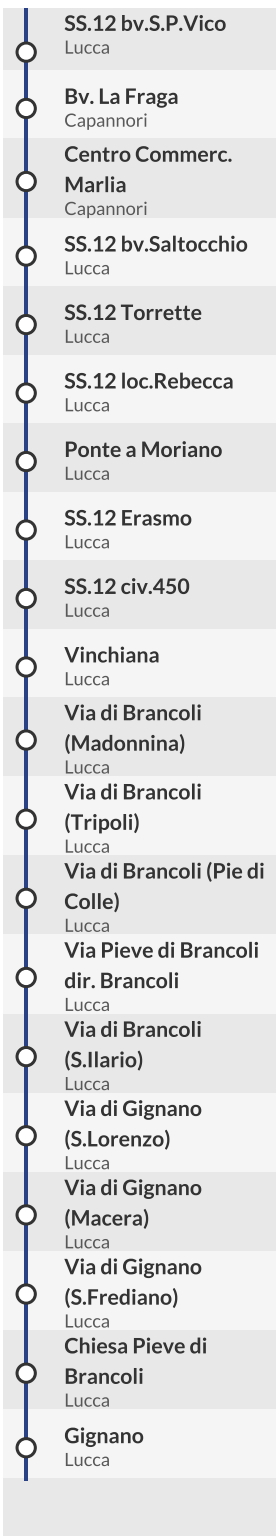 SS.12 bv.S.P.Vico
Lucca
Bv. La Fraga
Capannori
Centro Commerc.
Marlia
Capannori
SS.12 bv.Saltocchio
Lucca
SS.12 Torrette
Lucca
SS.12 loc.Rebecca
Lucca
Ponte a Moriano
Lucca
SS.12 Erasmo
Lucca
SS.12 civ.450
Lucca
Vinchiana
Lucca
Via di Brancoli
(Madonnina)
Lucca
Via di Brancoli
(Tripoli)
Lucca
Via di Brancoli (Pie di
Colle)
Lucca
Via Pieve di Brancoli
dir. Brancoli
Lucca
Via di Brancoli
(S.Ilario)
Lucca
Via di Gignano
(S.Lorenzo)
Lucca
Via di Gignano
(Macera)
Lucca
Via di Gignano
(S.Frediano)
Lucca
Chiesa Pieve di
Brancoli
Lucca
Gignano
Lucca